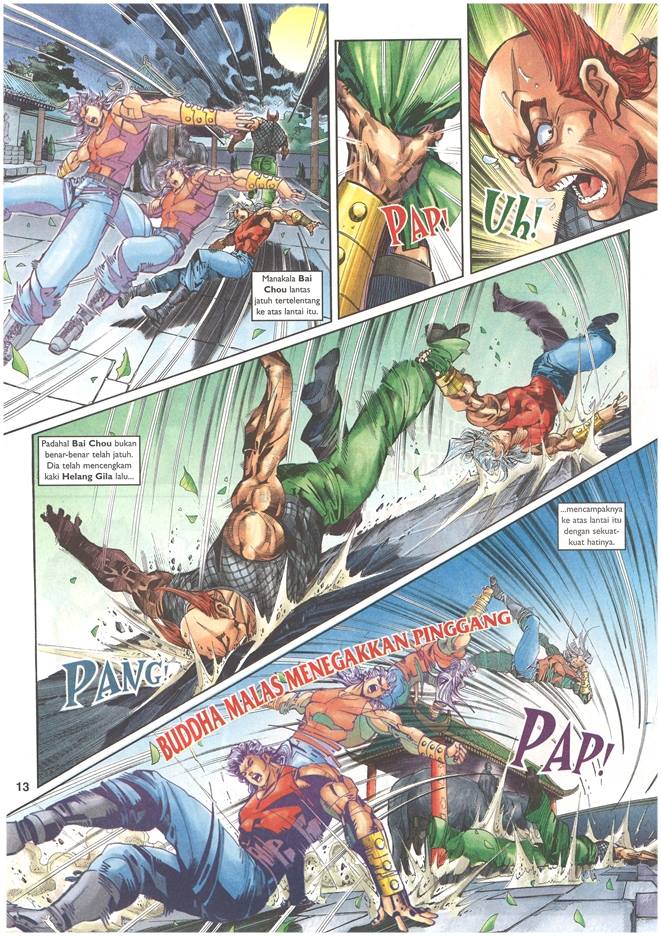 PAP!
Uh!
Manakala Bai
Chou lantas
jatuh tertelentang
ke atas lantai itu.
Padahal Bai Chou bukan
benar-benar telah jatuh.
Dia telah mencengkam
kaki Helang Gila lalu...
...mencampaknya
ke atas lantai itu
dengan sekuat-
kuat hatinya.
PANG!
BUDDHA MALAS MENEGAKKAN PINGGANG
PAP!
13